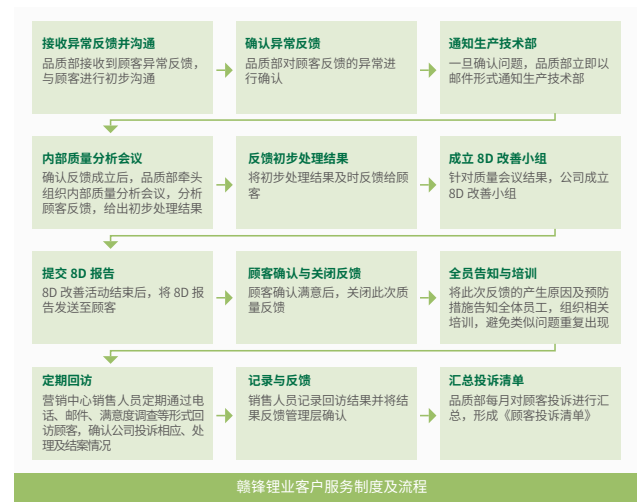 接收异常反馈并沟通
品质部接收到顾客异常反馈，
与顾客进行初步沟通
确认异常反馈
品质部对顾客反馈的异常进
行确认
通知生产技术部
一旦确认问题，品质部立即以
邮件形式通知生产技术部
内部质量分析会议
确认反馈成立后，品质部牵头
组织内部质量分析会议，分析
顾客反馈，给出初步处理结果
反馈初步处理结果
将初步处理结果及时反馈给顾
客
成立 8D 改善小组
针对质量会议结果，公司成立
8D 改善小组
提交 8D 报告
8D 改善活动结束后，将 8D 报
告发送至顾客
顾客确认与关闭反馈
顾客确认满意后，关闭此次质
量反馈
全员告知与培训
将此次反馈的产生原因及预防
措施告知全体员工，组织相关
培训，避免类似问题重复出现
定期回访
营销中心销售人员定期通过电
话、邮件、满意度调查等形式回
访顾客，确认公司投诉相应、处
理及结案情况
记录与反馈
销售人员记录回访结果并将结
果反馈管理层确认
汇总投诉清单
品质部每月对顾客投诉进行汇
总，形成《顾客投诉清单》
赣锋锂业客户服务制度及流程